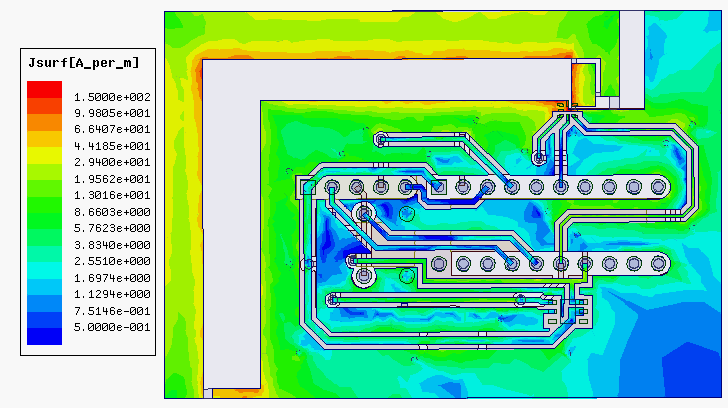 Jsurf[A_per_m]
1.5000e+002
9.9805e+001
6.6407e+001
4.4185e+001
2.9400e+001
1.9562e+001
1.3016e+001
8.6603e+000
5.7623e+000
3.8340e+000
2.5510e+000
1.6974e+000
1.1294e+000
7.5146e-001
5.0000e-001